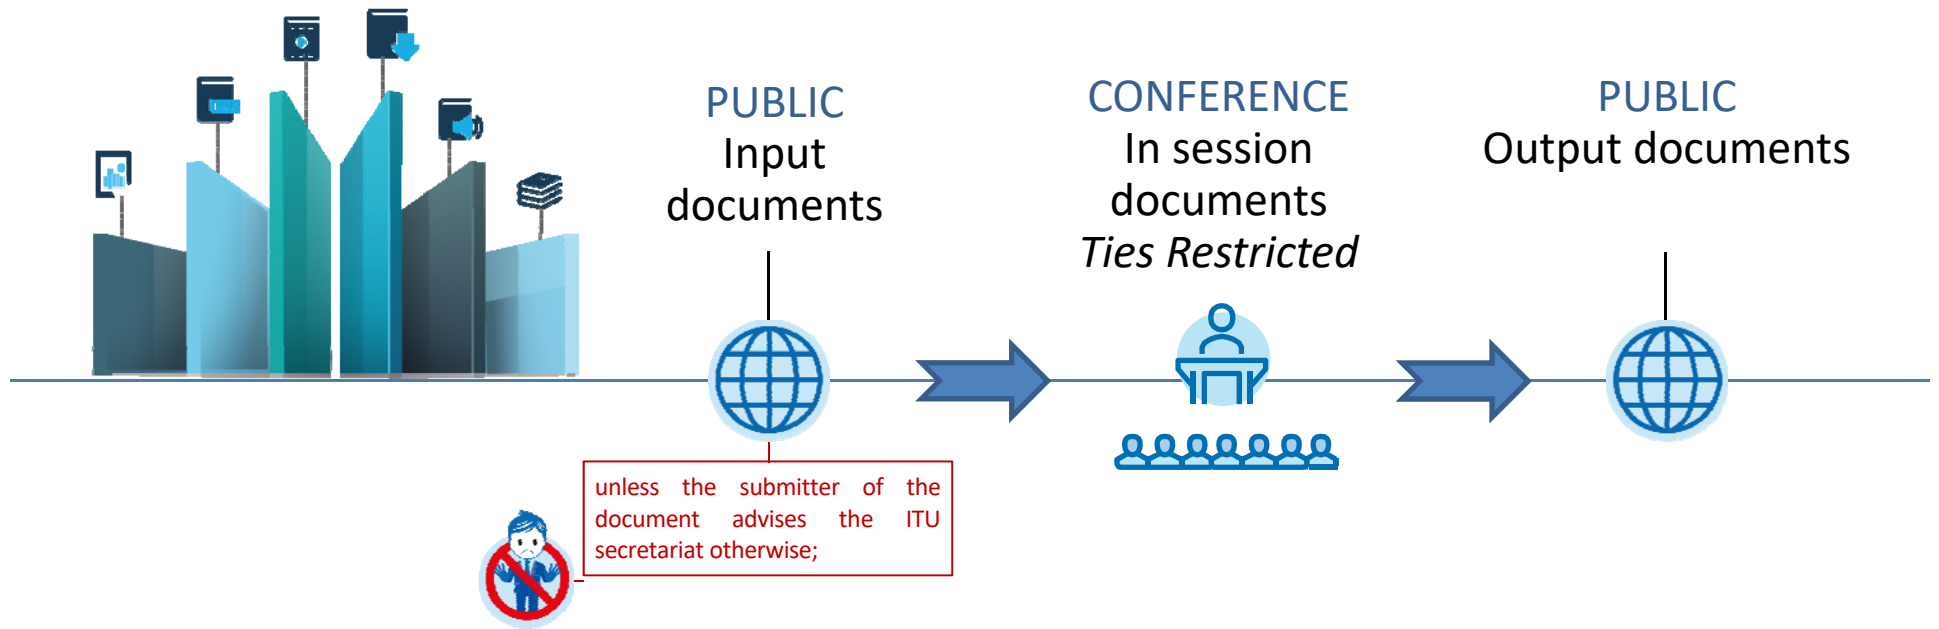 PUBLIC
Input
documents
CONFERENCE
In session
documents
Ties Restricted
PUBLIC
Output documents
unless the submitter of the
document advises the ITU
secretariat otherwise;